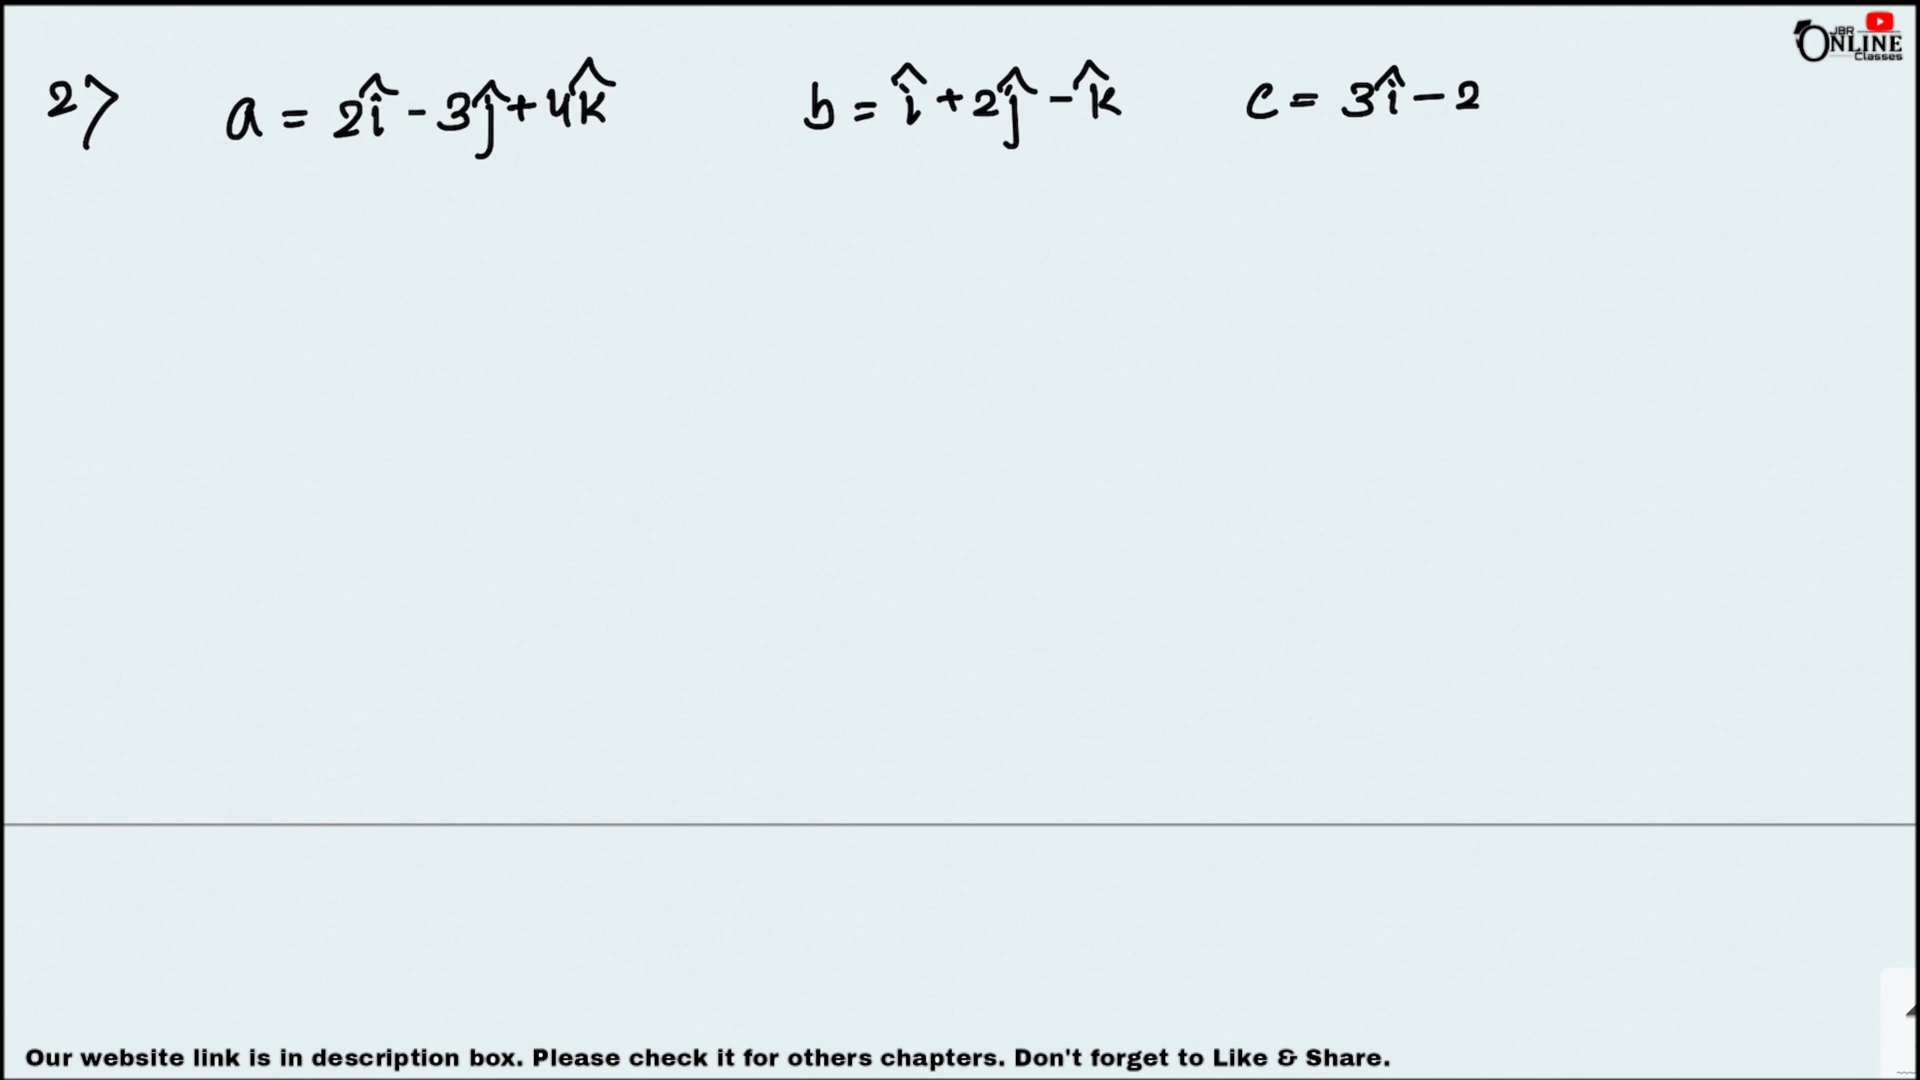 2) a = 2î - 3ĵ + 4k̂ b = î + 2ĵ - k̂ c = 3î - 2
JBR
ONLINE
Classes
Our website link is in description box. Please check it for others chapters. Don't forget to Like & Share.